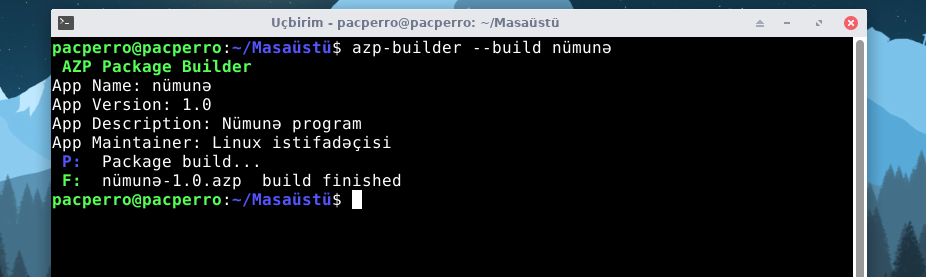 Uçbirim - pacperro@pacperro: ~/Masaüstü
pacperro@pacperro:~/Masaüstü$ azp-builder --build nümunə
AZP Package Builder
App Name: nümunə
App Version: 1.0
App Description: Nümunə program
App Maintainer: Linux istifadəçisi
P:  Package build...
F:  nümunə-1.0.azp  build finished
pacperro@pacperro:~/Masaüstü$